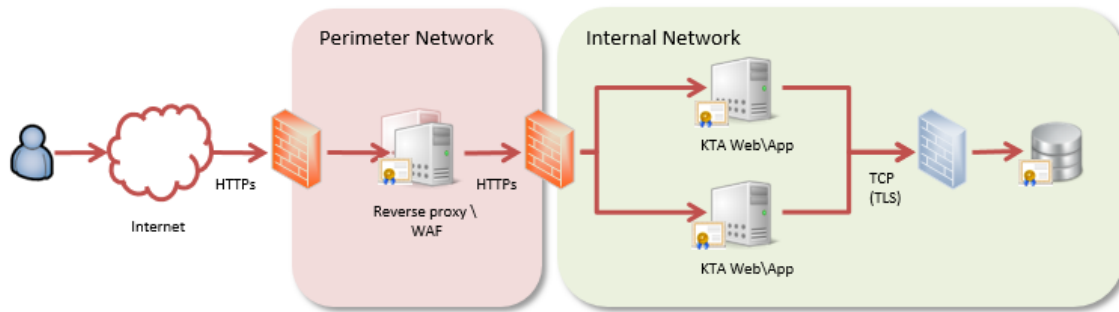 Perimeter Network
Internal Network
KTA Web\App
HTTPs
HTTPs
TCP
(TLS)
Internet
Reverse proxy \
WAF
KTA Web\App